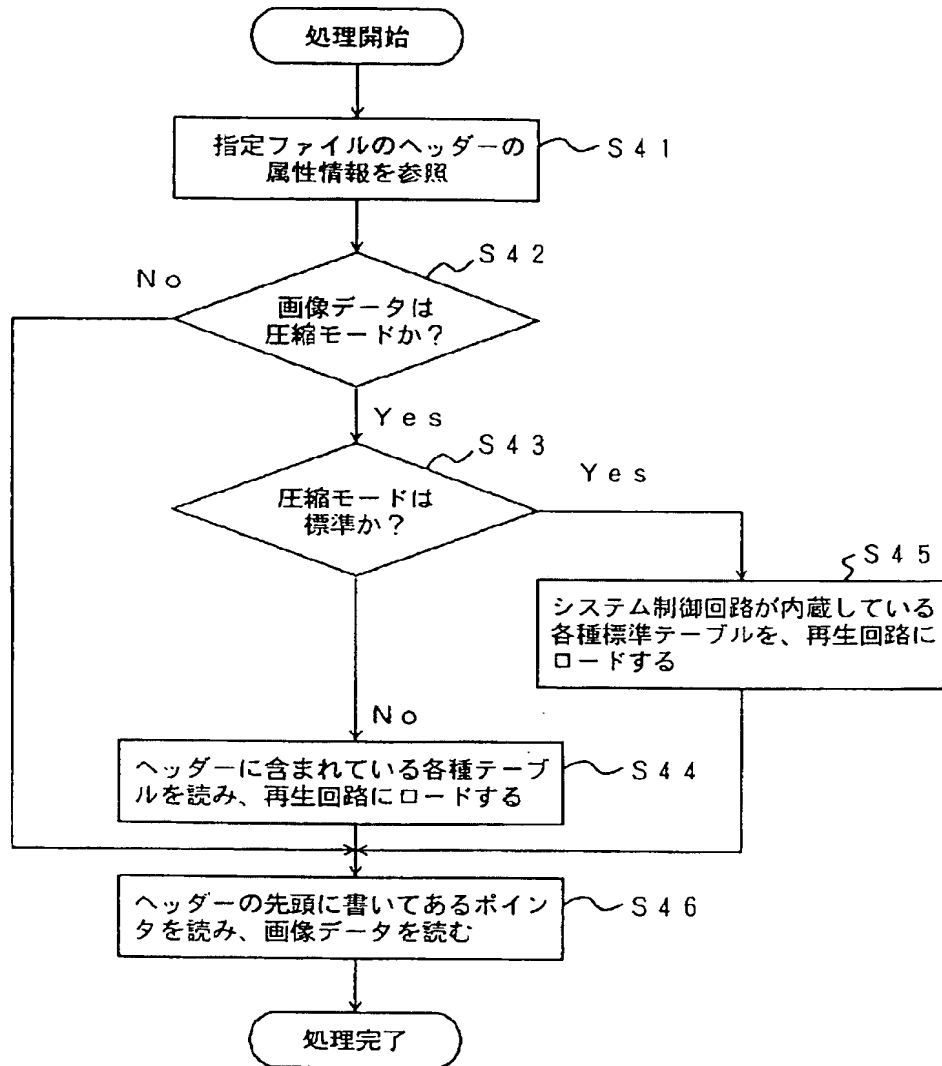 処理開始
指定ファイルのヘッダーの
属性情報を参照
S41
S42
No
画像データは
圧縮モードか?
Yes
S43
Yes
圧縮モードは
標準か?
S45
システム制御回路が内蔵している
各種標準テーブルを、再生回路に
ロードする
No
ヘッダーに含まれている各種テーブ
ルを読み、再生回路にロードする
S44
ヘッダーの先頭に書いてあるポイン
タを読み、画像データを読む
S46
処理完了